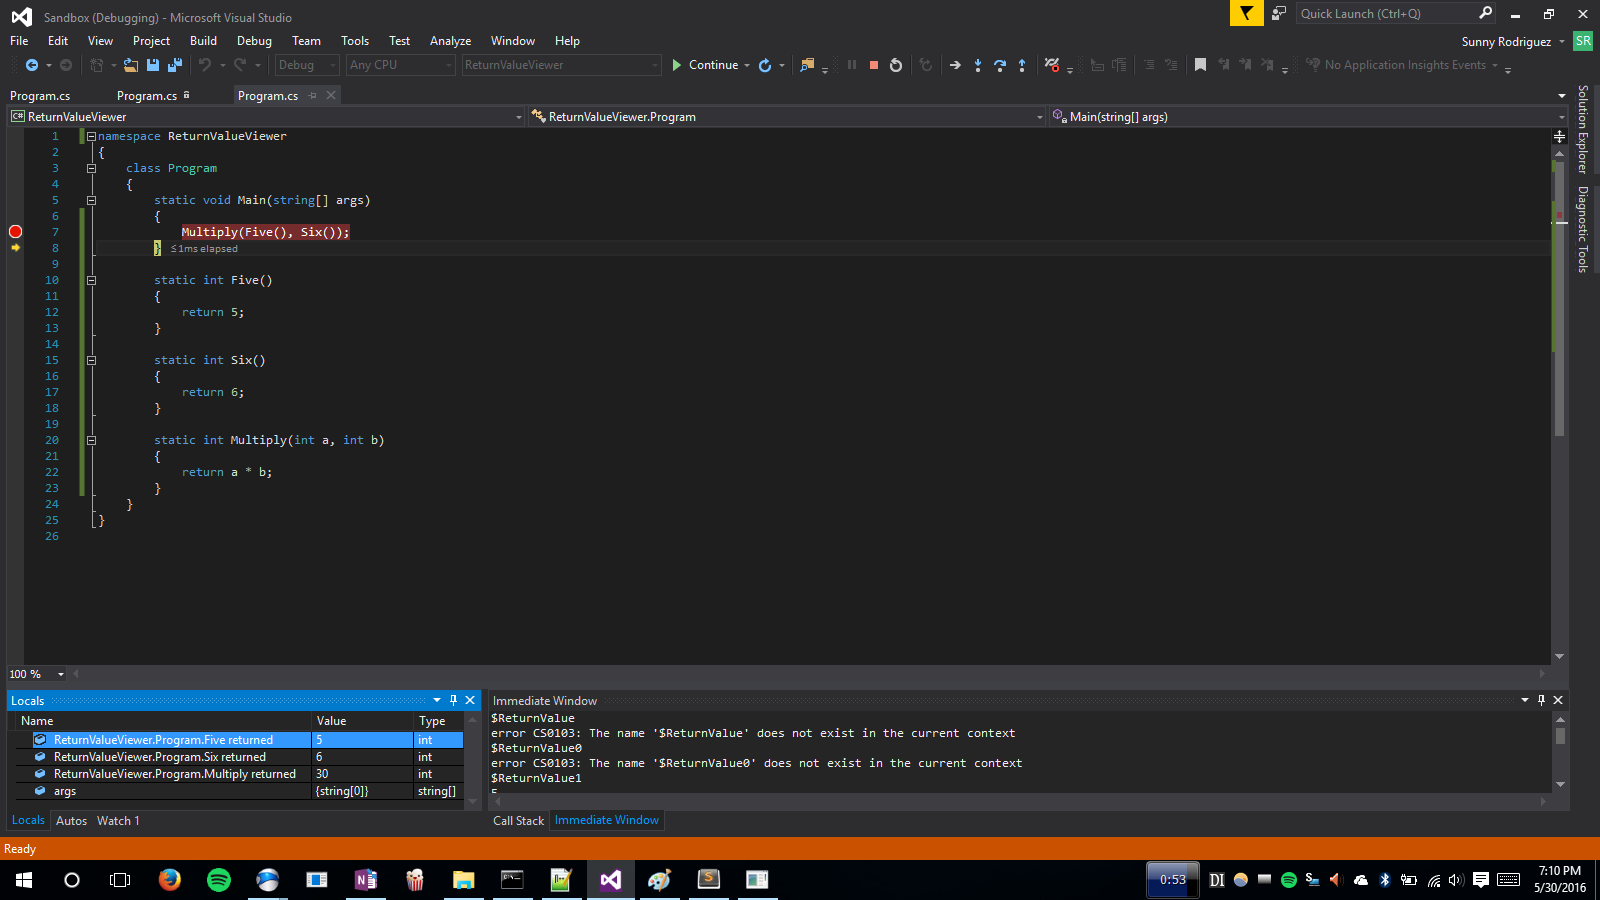 Sandbox (Debugging) - Microsoft Visual Studio
Quick Launch (Ctrl+Q)
File Edit View Project Build Debug Team Tools Test Analyze Window Help
Sunny Rodriguez SR
Debug Any CPU ReturnValueViewer Continue No Application Insights Events
Program.cs Program.cs Program.cs
C# ReturnValueViewer ReturnValueViewer.Program Main(string[] args)
1 namespace ReturnValueViewer
2 {
3 class Program
4 {
5 static void Main(string[] args)
6 {
7 Multiply(Five(), Six());
8 } ≤1ms elapsed
9
10 static int Five()
11 {
12 return 5;
13 }
14
15 static int Six()
16 {
17 return 6;
18 }
19
20 static int Multiply(int a, int b)
21 {
22 return a * b;
23 }
24 }
25 }
26
Solution Explorer
Diagnostic Tools
100 %
Locals
Name Value Type
ReturnValueViewer.Program.Five returned 5 int
ReturnValueViewer.Program.Six returned 6 int
ReturnValueViewer.Program.Multiply returned 30 int
args {string[0]} string[]
Locals Autos Watch 1
Immediate Window
$ReturnValue
error CS0103: The name '$ReturnValue' does not exist in the current context
$ReturnValue0
error CS0103: The name '$ReturnValue0' does not exist in the current context
$ReturnValue1
Call Stack Immediate Window
Ready
0:53
DI
7:10 PM
5/30/2016